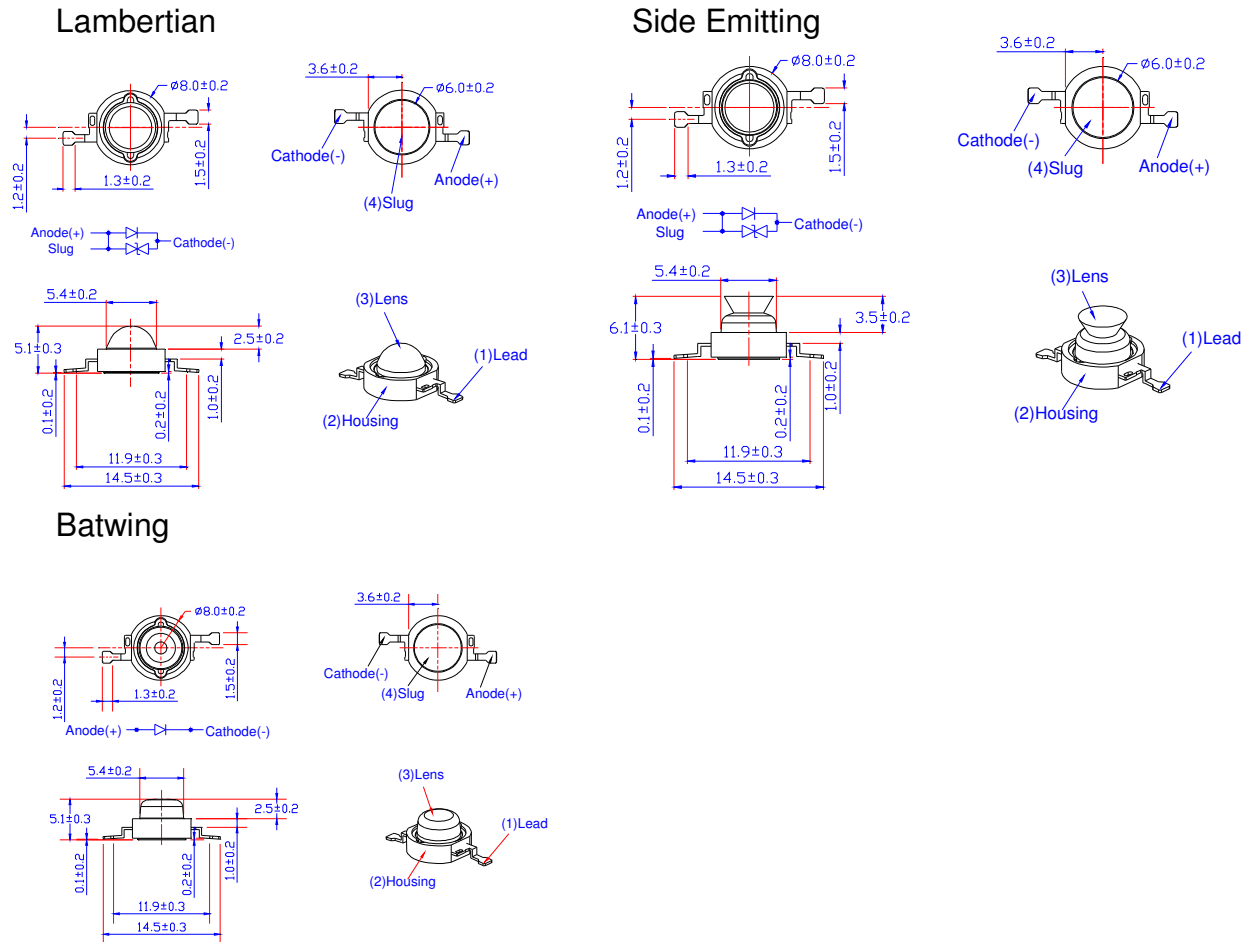 Lambertian
3.6±0.2
ø8.0±0.2
ø6.0±0.2
1.2±0.2
1.3±0.2
1.5±0.2
Cathode(-)
Anode(+)
(4)Slug
Anode(+)
Slug
Cathode(-)
5.4±0.2
5.1±0.3
2.5±0.2
0.1±0.2
0.2±0.2
1.0±0.2
11.9±0.3
14.5±0.3
(3)Lens
(1)Lead
(2)Housing
Side Emitting
3.6±0.2
ø8.0±0.2
ø6.0±0.2
1.2±0.2
1.3±0.2
1.5±0.2
Cathode(-)
(4)Slug
Anode(+)
Anode(+)
Slug
Cathode(-)
5.4±0.2
6.1±0.3
3.5±0.2
0.1±0.2
0.2±0.2
1.0±0.2
11.9±0.3
14.5±0.3
(3)Lens
(1)Lead
(2)Housing
Batwing
ø8.0±0.2
3.6±0.2
1.2±0.2
1.3±0.2
1.5±0.2
Cathode(-)
(4)Slug
Anode(+)
Anode(+)
Cathode(-)
5.4±0.2
5.1±0.3
2.5±0.2
0.1±0.2
0.2±0.2
1.0±0.2
11.9±0.3
14.5±0.3
(3)Lens
(1)Lead
(2)Housing